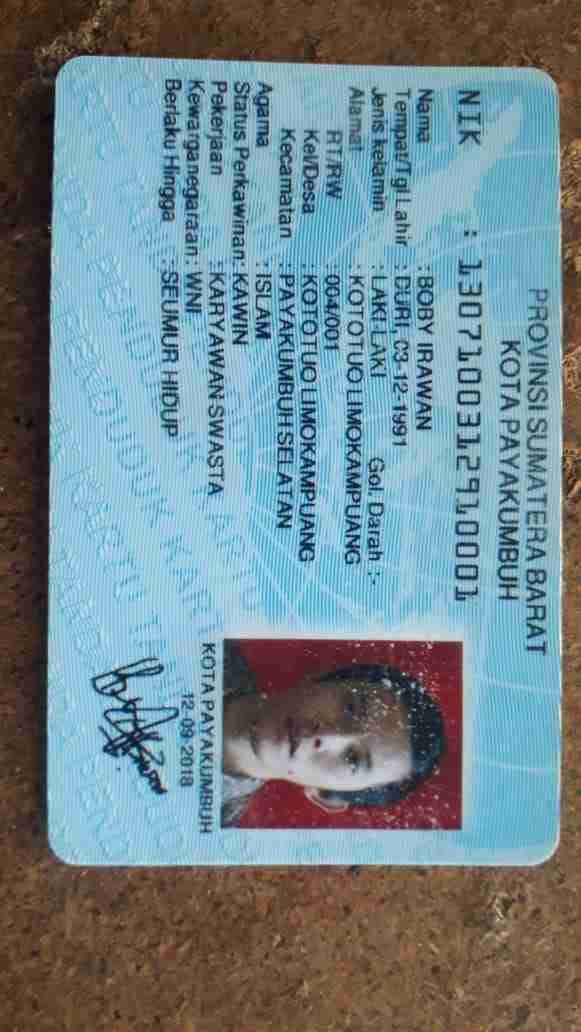 PROVINSI SUMATERA BARAT
KOTA PAYAKUMBUH
NIK : 1307100312910001
Nama : BOBY IRAWAN
Tempat/Tgl Lahir : DURI, 03-12-1991
Jenis kelamin : LAKI-LAKI Gol. Darah :-
Alamat : KOTOTUO LIMOKAMPUANG
RT/RW : 004/001
Kel/Desa : KOTOTUO LIMOKAMPUANG
Kecamatan : PAYAKUMBUH SELATAN
Agama : ISLAM
Status Perkawinan: KAWIN
Pekerjaan : KARYAWAN SWASTA
Kewarganegaraan: WNI
Berlaku Hingga : SEUMUR HIDUP
KOTA PAYAKUMBUH
12-09-2018